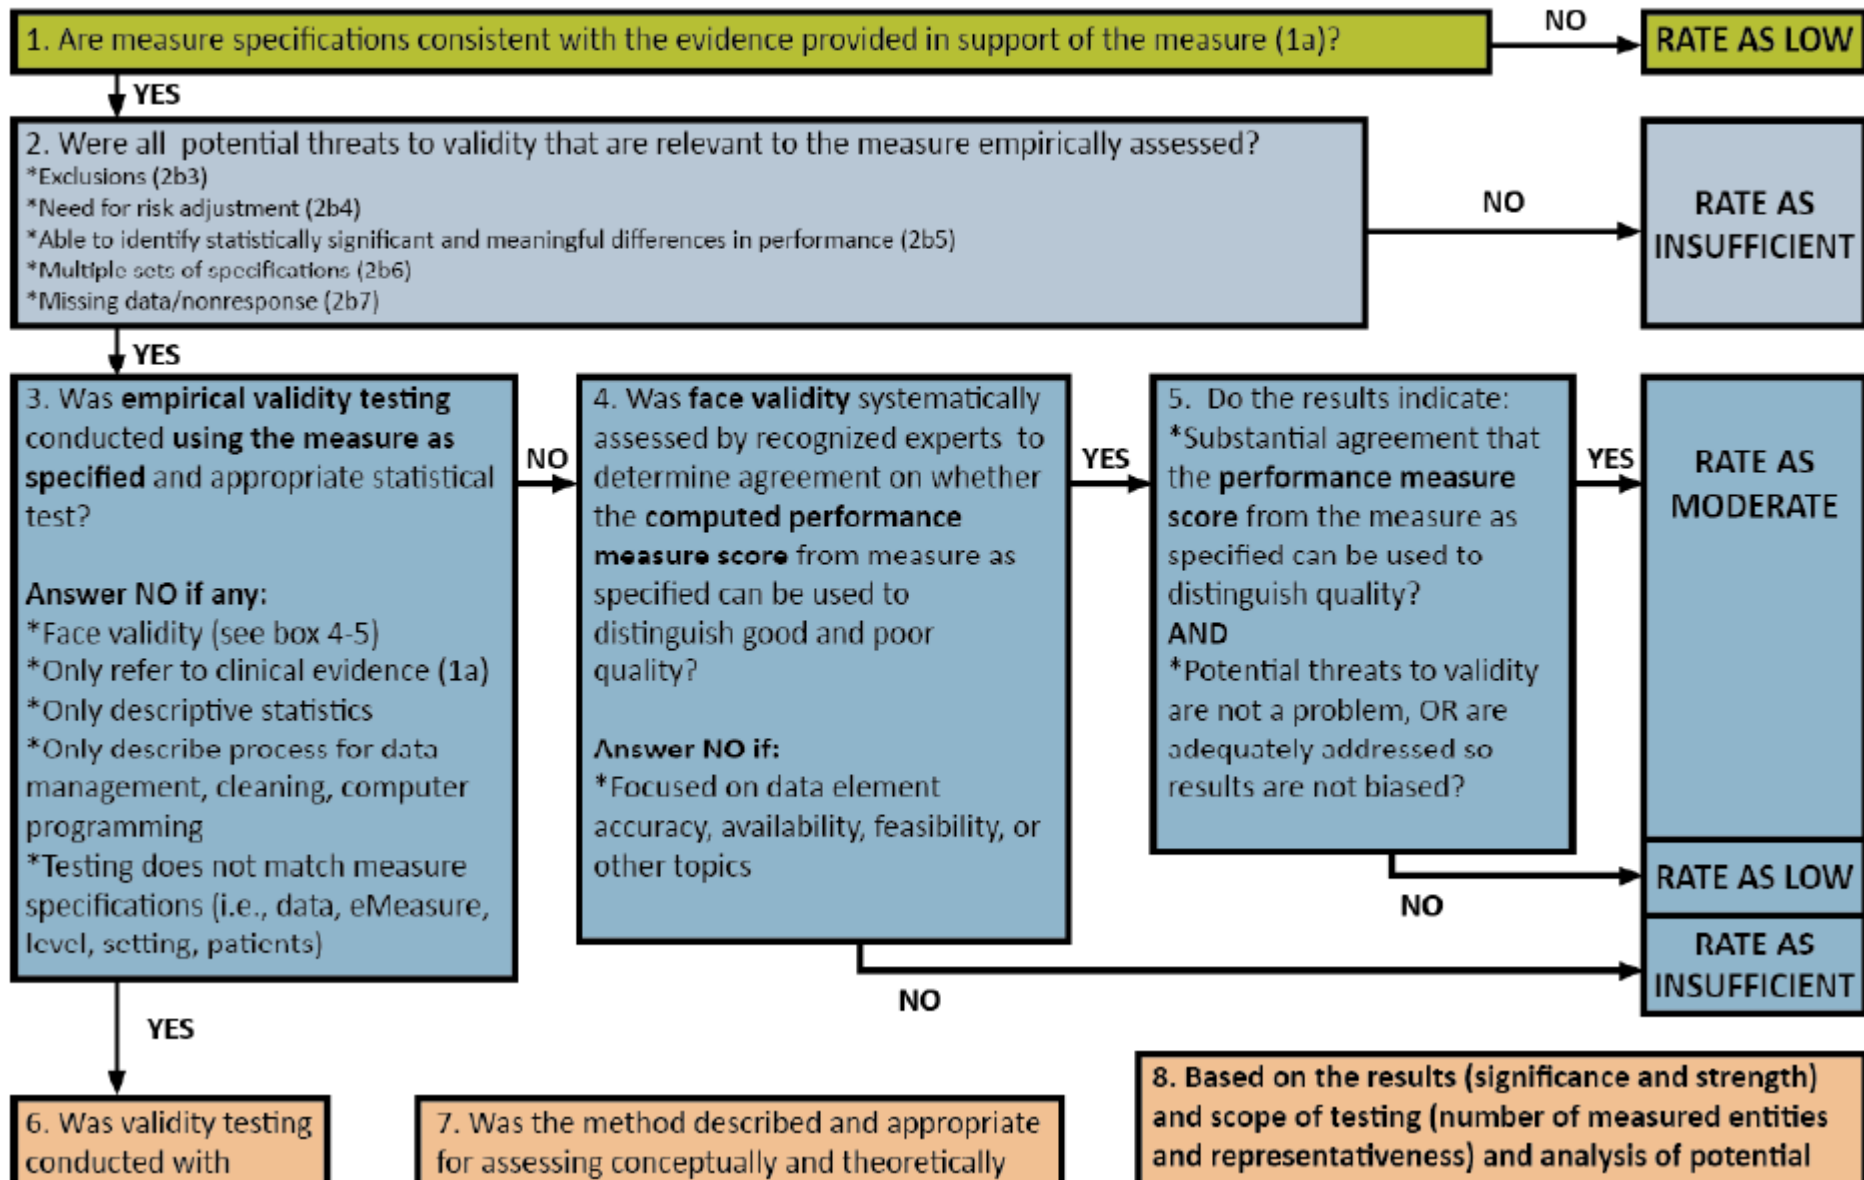 1. Are measure specifications consistent with the evidence provided in support of the measure (1a)?
NO
RATE AS LOW
YES
2. Were all potential threats to validity that are relevant to the measure empirically assessed?
*Exclusions (2b3)
*Need for risk adjustment (2b4)
*Able to identify statistically significant and meaningful differences in performance (2b5)
*Multiple sets of specifications (2b6)
*Missing data/nonresponse (2b7)
NO
RATE AS
INSUFFICIENT
YES
3. Was empirical validity testing
conducted using the measure as
specified and appropriate statistical
test?
Answer NO if any:
*Face validity (see box 4-5)
*Only refer to clinical evidence (1a)
*Only descriptive statistics
*Only describe process for data
management, cleaning, computer
programming
*Testing does not match measure
specifications (i.e., data, eMeasure,
level, setting, patients)
NO
4. Was face validity systematically
assessed by recognized experts to
determine agreement on whether
the computed performance
measure score from measure as
specified can be used to
distinguish good and poor
quality?
Answer NO if:
*Focused on data element
accuracy, availability, feasibility, or
other topics
YES
5. Do the results indicate:
*Substantial agreement that
the performance measure
score from the measure as
specified can be used to
distinguish quality?
AND
*Potential threats to validity
are not a problem, OR are
adequately addressed so
results are not biased?
YES
RATE AS
MODERATE
NO
RATE AS LOW
NO
RATE AS
INSUFFICIENT
YES
6. Was validity testing
conducted with
7. Was the method described and appropriate
for assessing conceptually and theoretically
8. Based on the results (significance and strength)
and scope of testing (number of measured entities
and representativeness) and analysis of potential